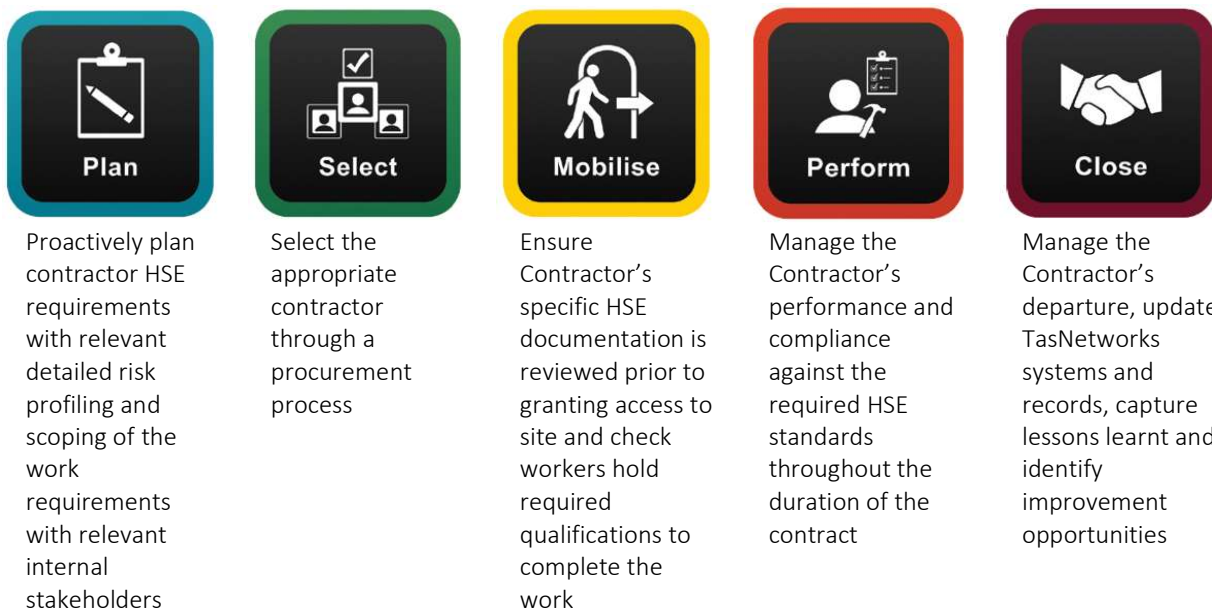 Plan
Proactively plan
contractor HSE
requirements
with relevant
detailed risk
profiling and
scoping of the
work
requirements
with relevant
internal
stakeholders
Select
Select the
appropriate
contractor
through a
procurement
process
Mobilise
Ensure
Contractor’s
specific HSE
documentation is
reviewed prior to
granting access to
site and check
workers hold
required
qualifications to
complete the
work
Perform
Manage the
Contractor’s
performance and
compliance
against the
required HSE
standards
throughout the
duration of the
contract
Close
Manage the
Contractor’s
departure, update
TasNetworks
systems and
records, capture
lessons learnt and
identify
improvement
opportunities